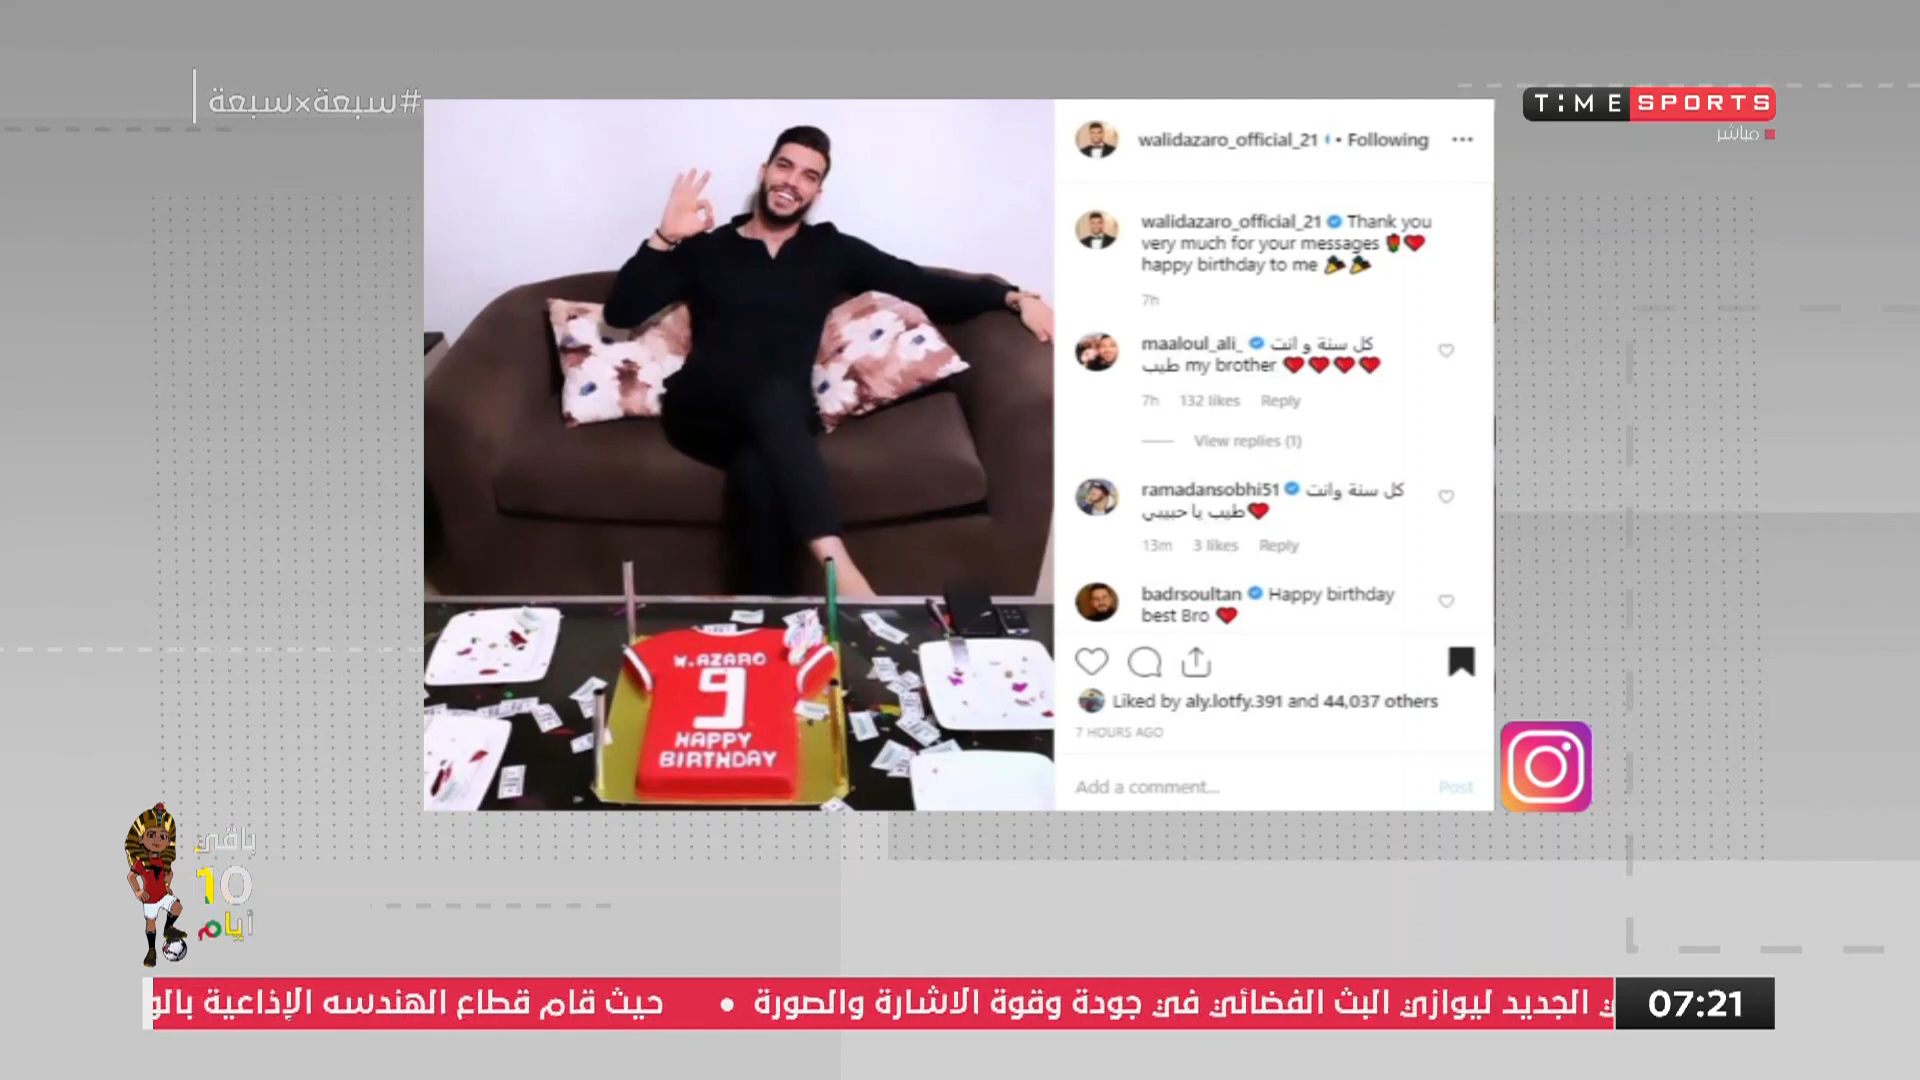 #سبعة×سبعة
TIME SPORTS
مباشر
walidazaro_official_21 • Following
walidazaro_official_21 Thank you
very much for your messages
happy birthday to me
7h
maaloul_ali_ كل سنة و انت
طيب my brother
7h 132 likes Reply
View replies (1)
ramadansobhi51 كل سنة وانت
طيب يا حبيبي
13m 3 likes Reply
badrsoultan Happy birthday
best Bro
Liked by aly.lotfy.391 and 44,037 others
7 HOURS AGO
Add a comment...
Post
W.AZARO
9
HAPPY
BIRTHDAY
باقي
10
أيام
الجديد ليوازي البث الفضائي في جودة وقوة الاشارة والصورة • حيث قام قطاع الهندسه الإذاعية
07:21